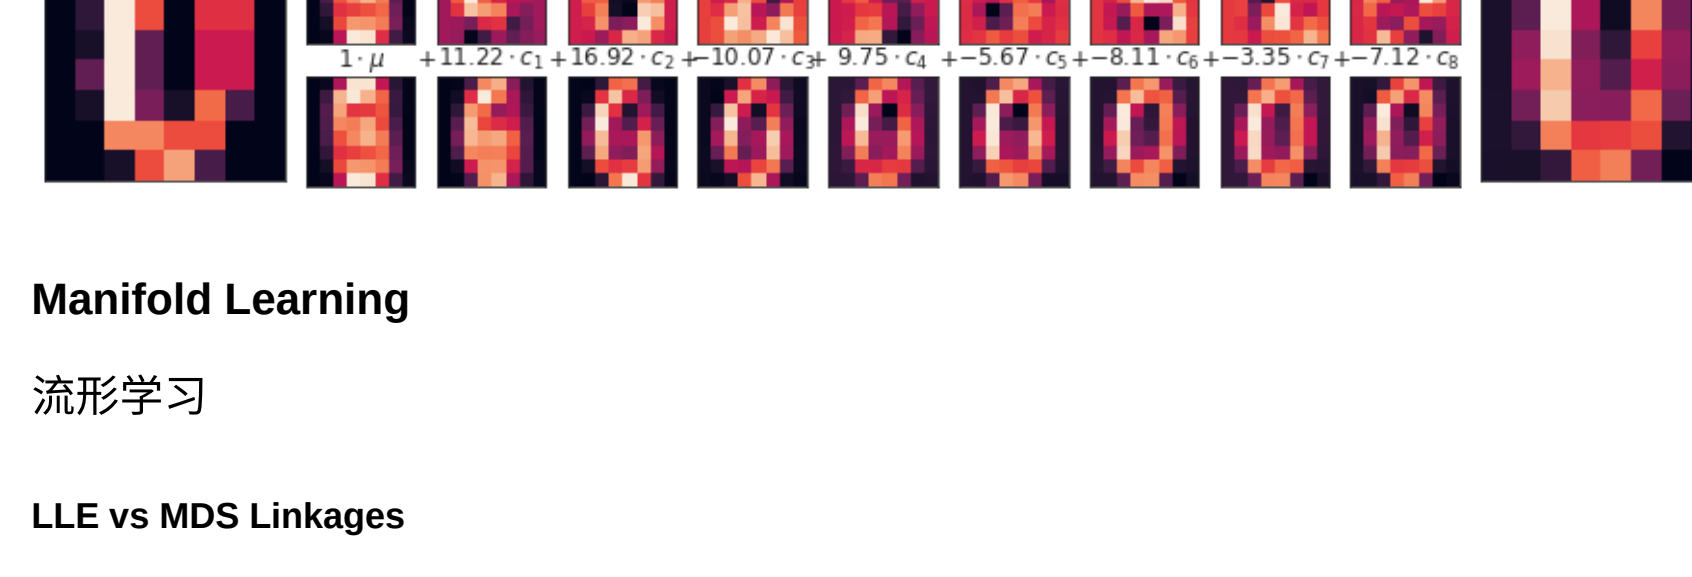 1 · μ +11.22 · c₁ +16.92 · c₂ +−10.07 · c₃+ 9.75 · c₄ +−5.67 · c₅ +−8.11 · c₆ +−3.35 · c₇ +−7.12 · c₈
Manifold Learning
流形学习
LLE vs MDS Linkages